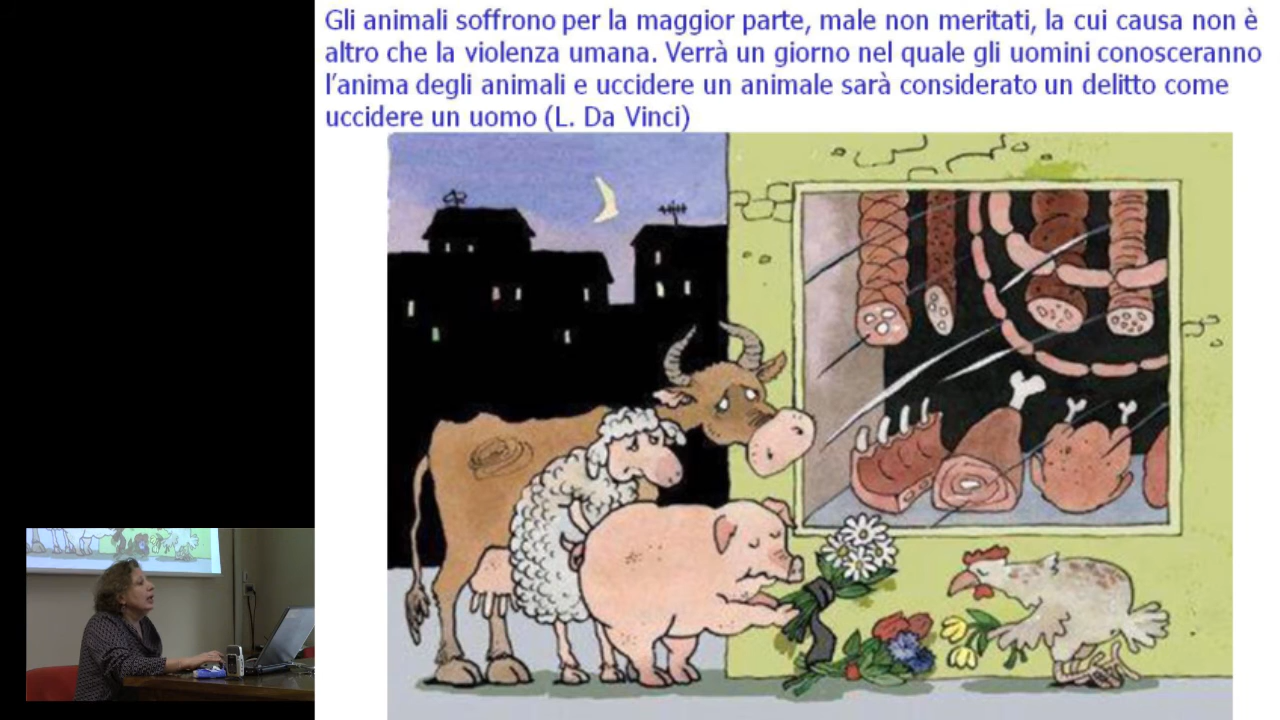 Gli animali soffrono per la maggior parte, male non meritati, la cui causa non è
altro che la violenza umana. Verrà un giorno nel quale gli uomini conosceranno
l'anima degli animali e uccidere un animale sarà considerato un delitto come
uccidere un uomo (L. Da Vinci)